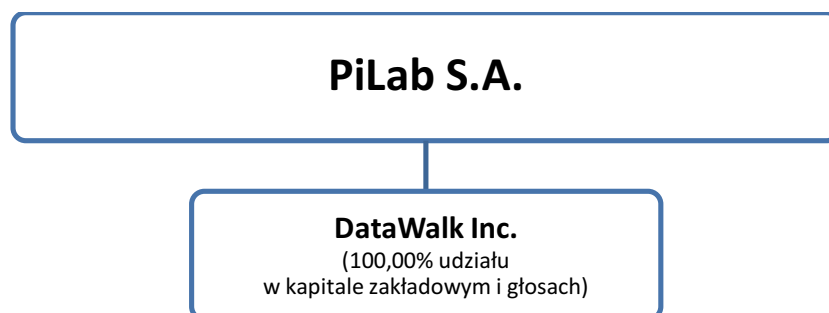 PiLab S.A.
DataWalk Inc.
(100,00% udziału
w kapitale zakładowym i głosach)